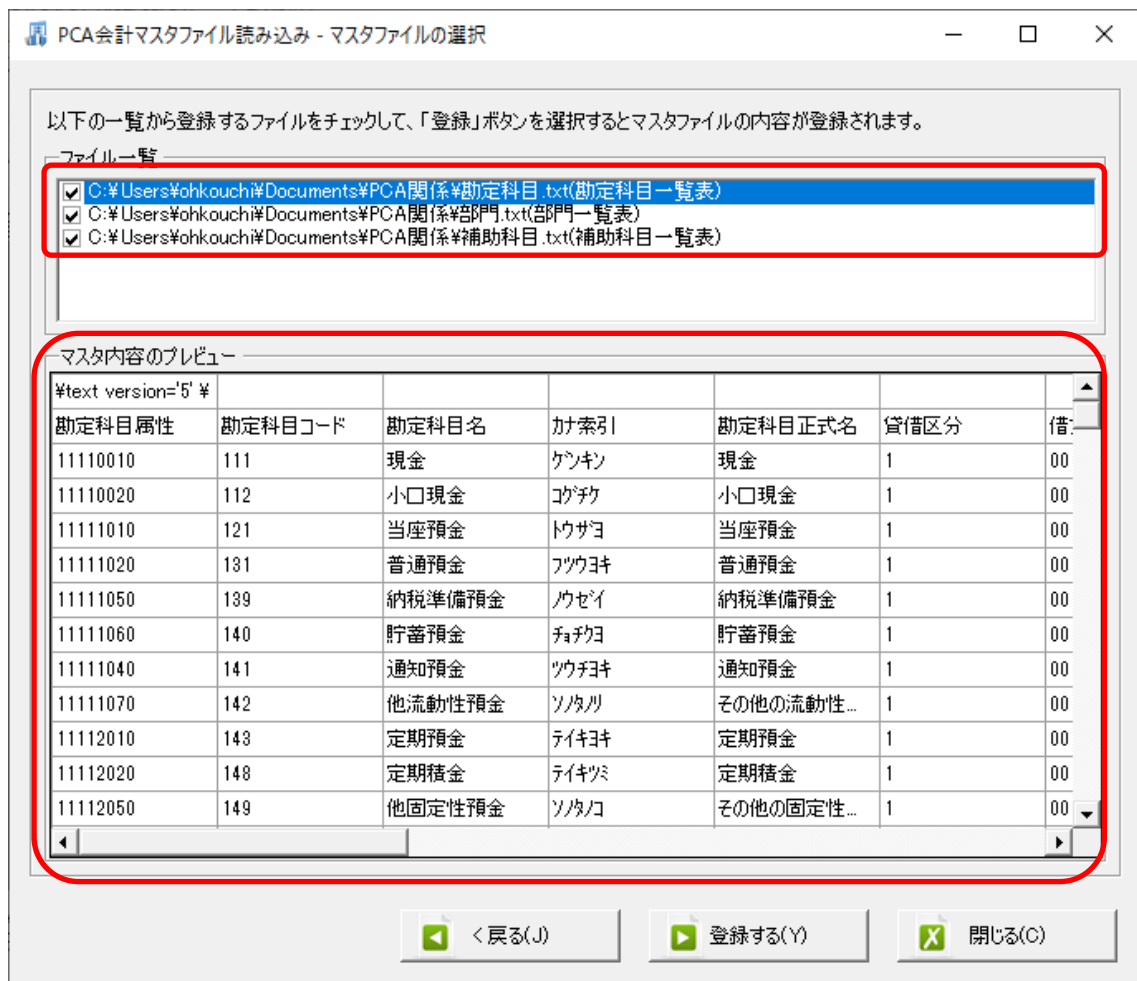 PCA会計マスタファイル読み込み - マスタファイルの選択
以下の一覧から登録するファイルをチェックして、「登録」ボタンを選択するとマスタファイルの内容が登録されます。
ファイル一覧
C:¥Users¥ohkouchi¥Documents¥PCA関係¥勘定科目.txt(勘定科目一覧表)
C:¥Users¥ohkouchi¥Documents¥PCA関係¥部門.txt(部門一覧表)
C:¥Users¥ohkouchi¥Documents¥PCA関係¥補助科目.txt(補助科目一覧表)
マスタ内容のプレビュー
¥text version='5' ¥
勘定科目属性 勘定科目コード 勘定科目名 カナ索引 勘定科目正式名 貸借区分 借
11110010 111 現金 ｹﾞﾝｷﾝ 現金 1 00
11110020 112 小口現金 ｺｸﾞﾁｹ 小口現金 1 00
11111010 121 当座預金 ﾄｳｻﾞﾖ 当座預金 1 00
11111020 131 普通預金 ﾌﾂｳﾖｷ 普通預金 1 00
11111050 139 納税準備預金 ﾉｳｾﾞｲ 納税準備預金 1 00
11111060 140 貯蓄預金 ﾁｮﾁｸﾖ 貯蓄預金 1 00
11111040 141 通知預金 ﾂｳﾁﾖｷ 通知預金 1 00
11111070 142 他流動性預金 ｿﾉﾀﾉﾘ その他の流動性... 1 00
11112010 143 定期預金 ﾃｲｷﾖｷ 定期預金 1 00
11112020 148 定期積金 ﾃｲｷﾂﾐ 定期積金 1 00
11112050 149 他固定性預金 ｿﾉﾀﾉｺ その他の固定性... 1 00
<戻る(J) 登録する(Y) 閉じる(C)